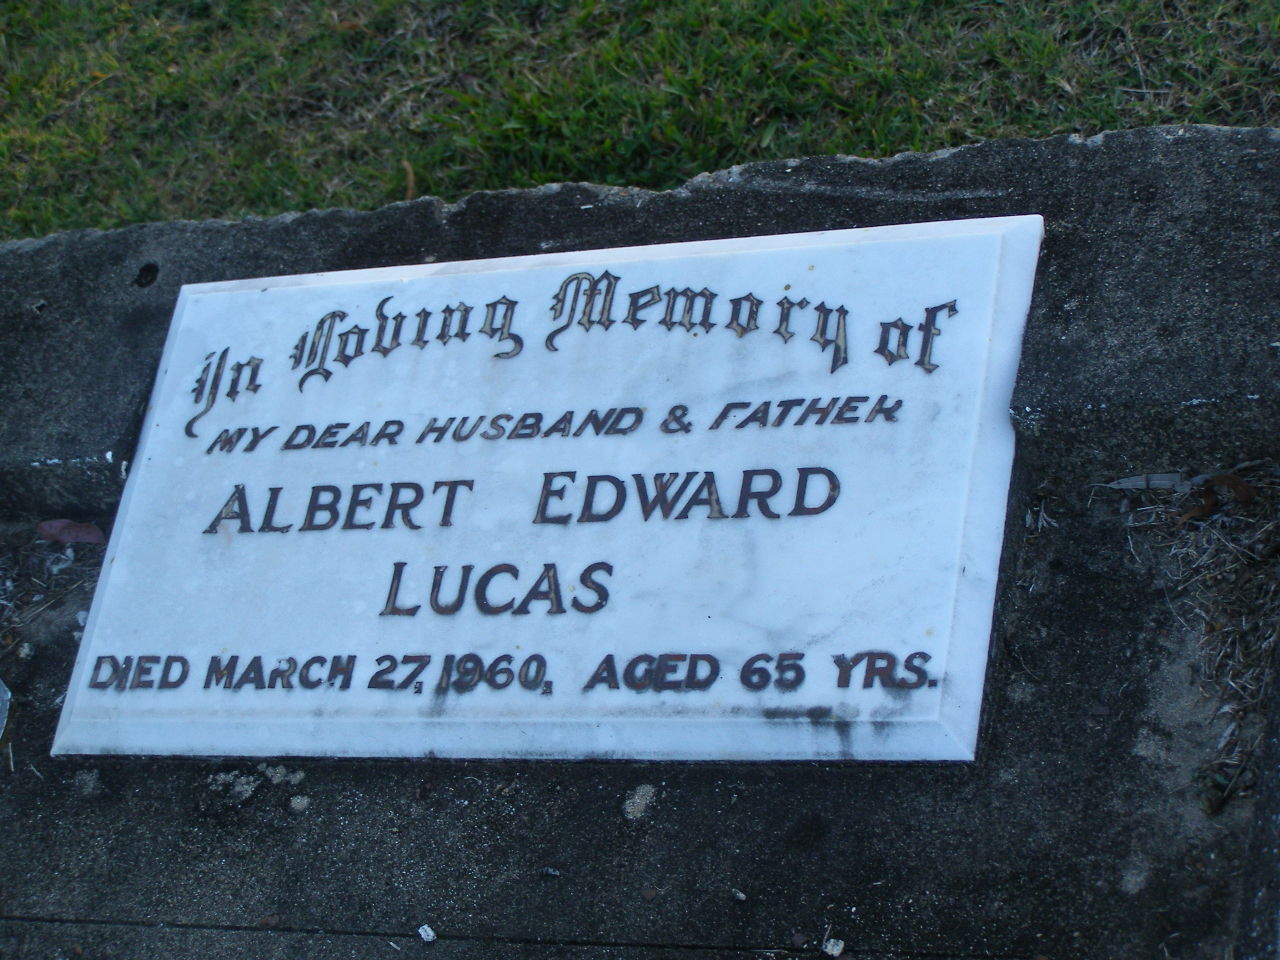 In Loving Memory of
MY DEAR HUSBAND & FATHER
ALBERT EDWARD
LUCAS
DIED MARCH 27, 1960, AGED 65 YRS.